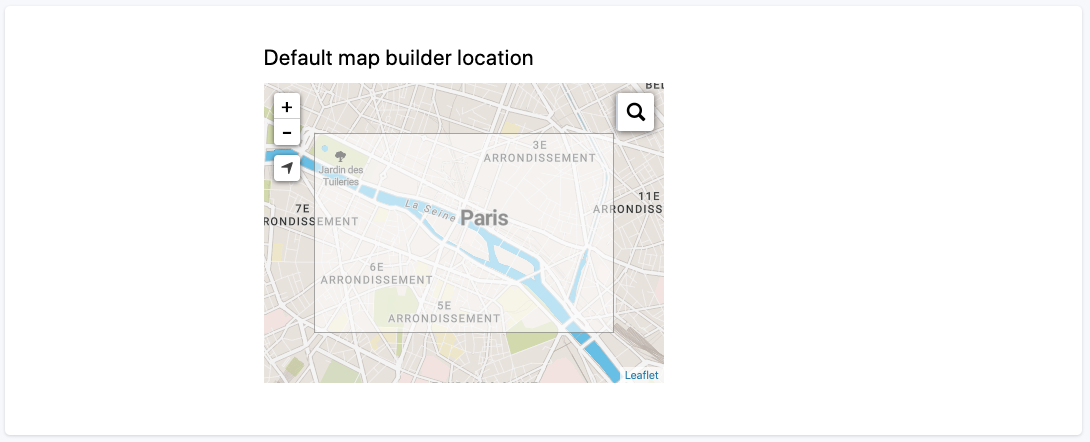 Default map builder location
BEL
+
-
3E
ARRONDISSEMENT
Jardin des
Tuileries
11E
ARRONDISS
7E
RONDISSEMENT
La Seine
Paris
6E
ARRONDISSEMENT
5E
ARRONDISSEMENT
Leaflet